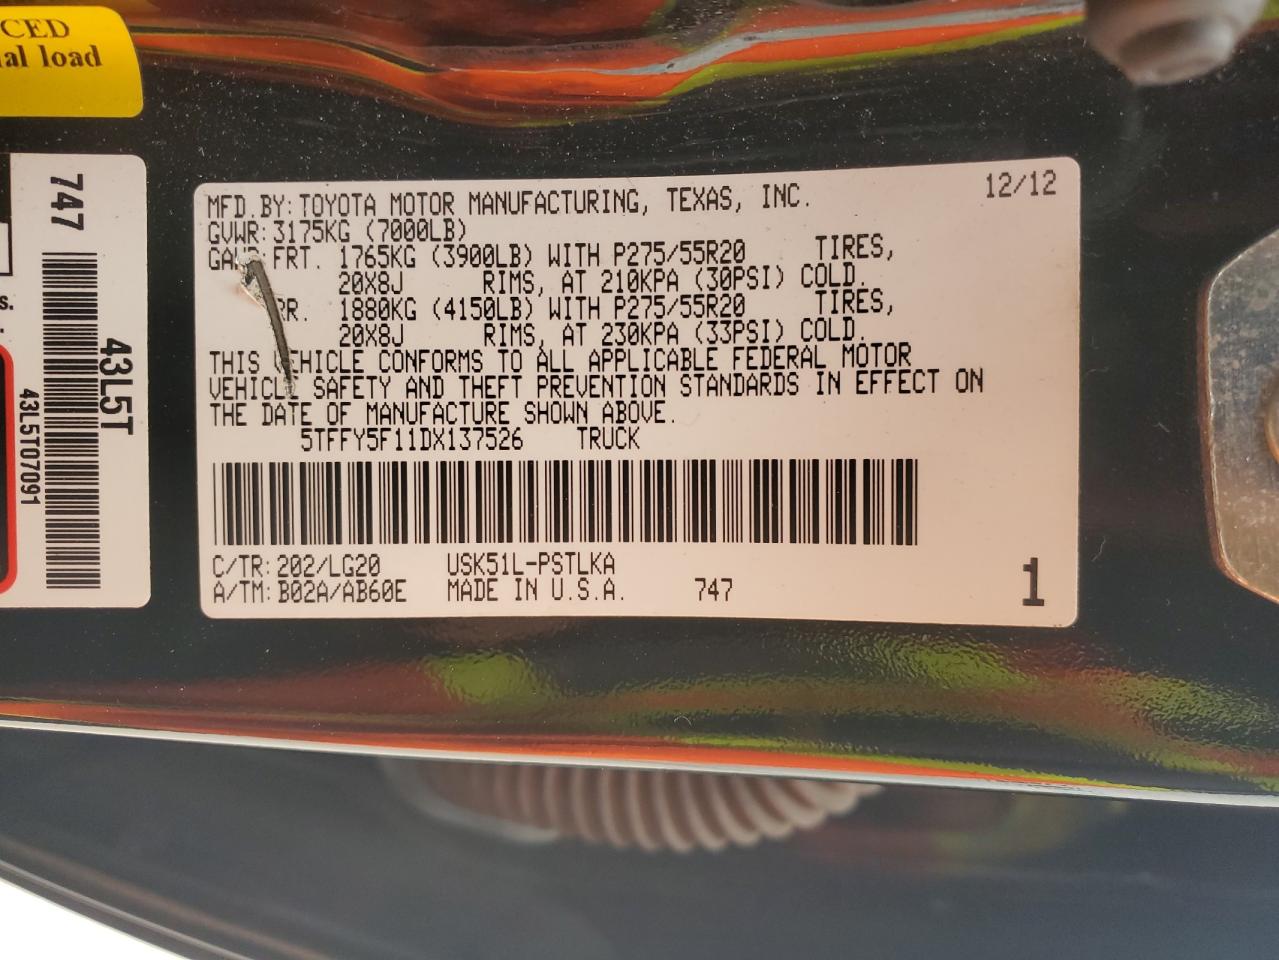 CED
ial load
747
43L5T
43L5T07091
s.
MFD.BY: TOYOTA MOTOR MANUFACTURING, TEXAS, INC. 12/12
GVWR: 3175KG (7000LB)
GAWR: FRT. 1765KG (3900LB) WITH P275/55R20 TIRES,
20X8J RIMS, AT 210KPA (30PSI) COLD.
RR. 1880KG (4150LB) WITH P275/55R20 TIRES,
20X8J RIMS, AT 230KPA (33PSI) COLD.
THIS VEHICLE CONFORMS TO ALL APPLICABLE FEDERAL MOTOR
VEHICLE SAFETY AND THEFT PREVENTION STANDARDS IN EFFECT ON
THE DATE OF MANUFACTURE SHOWN ABOVE.
5TFFY5F11DX137526 TRUCK
C/TR: 202/LG20 USK51L-PSTLKA
A/TM: B02A/AB60E MADE IN U.S.A. 747 1